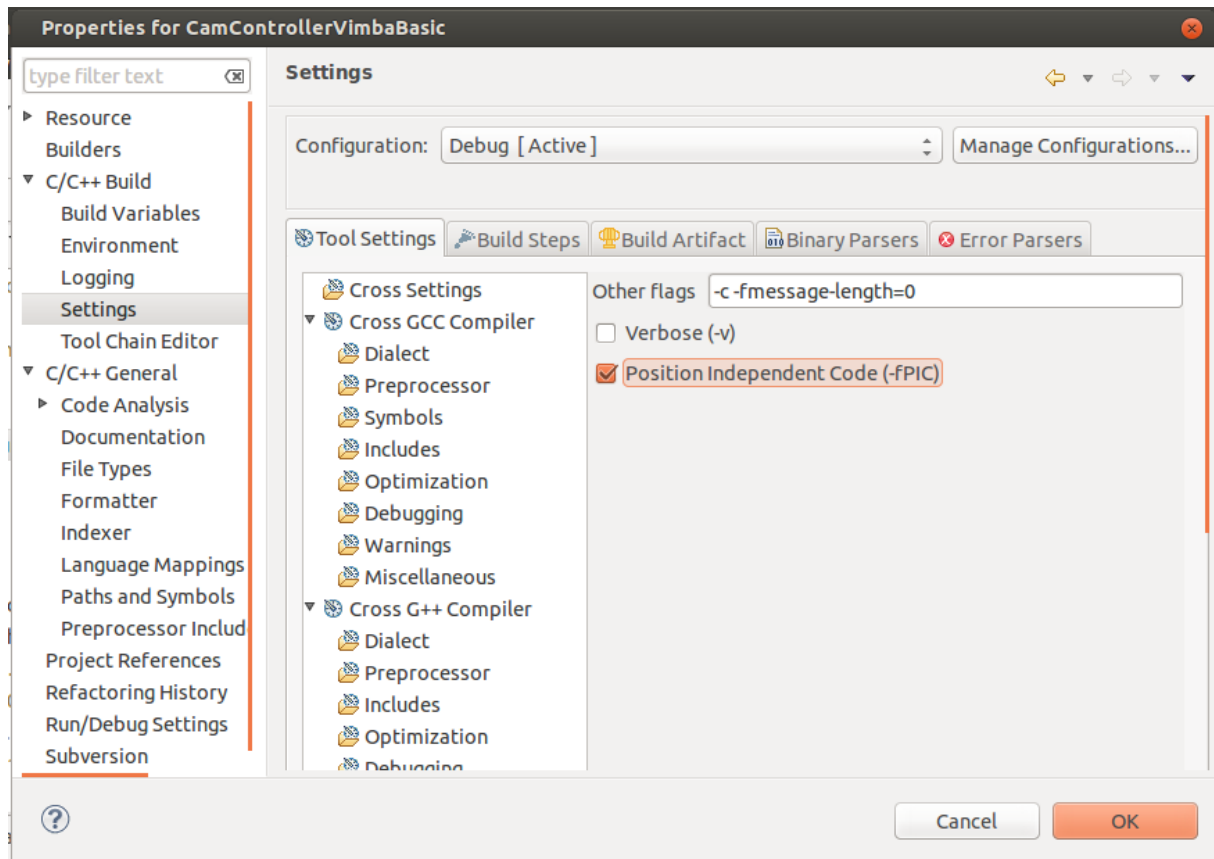 Properties for CamControllerVimbaBasic
type filter text
Resource
Builders
C/C++ Build
Build Variables
Environment
Logging
Settings
Tool Chain Editor
C/C++ General
Code Analysis
Documentation
File Types
Formatter
Indexer
Language Mappings
Paths and Symbols
Preprocessor Includ
Project References
Refactoring History
Run/Debug Settings
Subversion
Settings
Configuration: Debug [ Active ] Manage Configurations...
Tool Settings Build Steps Build Artifact Binary Parsers Error Parsers
Cross Settings
Cross GCC Compiler
Dialect
Preprocessor
Symbols
Includes
Optimization
Debugging
Warnings
Miscellaneous
Cross G++ Compiler
Dialect
Preprocessor
Includes
Optimization
Debugging
Other flags -c -fmessage-length=0
Verbose (-v)
Position Independent Code (-fPIC)
Cancel OK